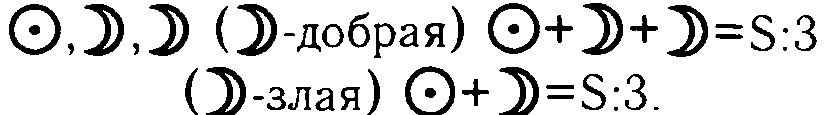 ☉,☽,☽ (☽-добрая) ☉+☽+☽=S:3
(☽-злая) ☉+☽=S:3.